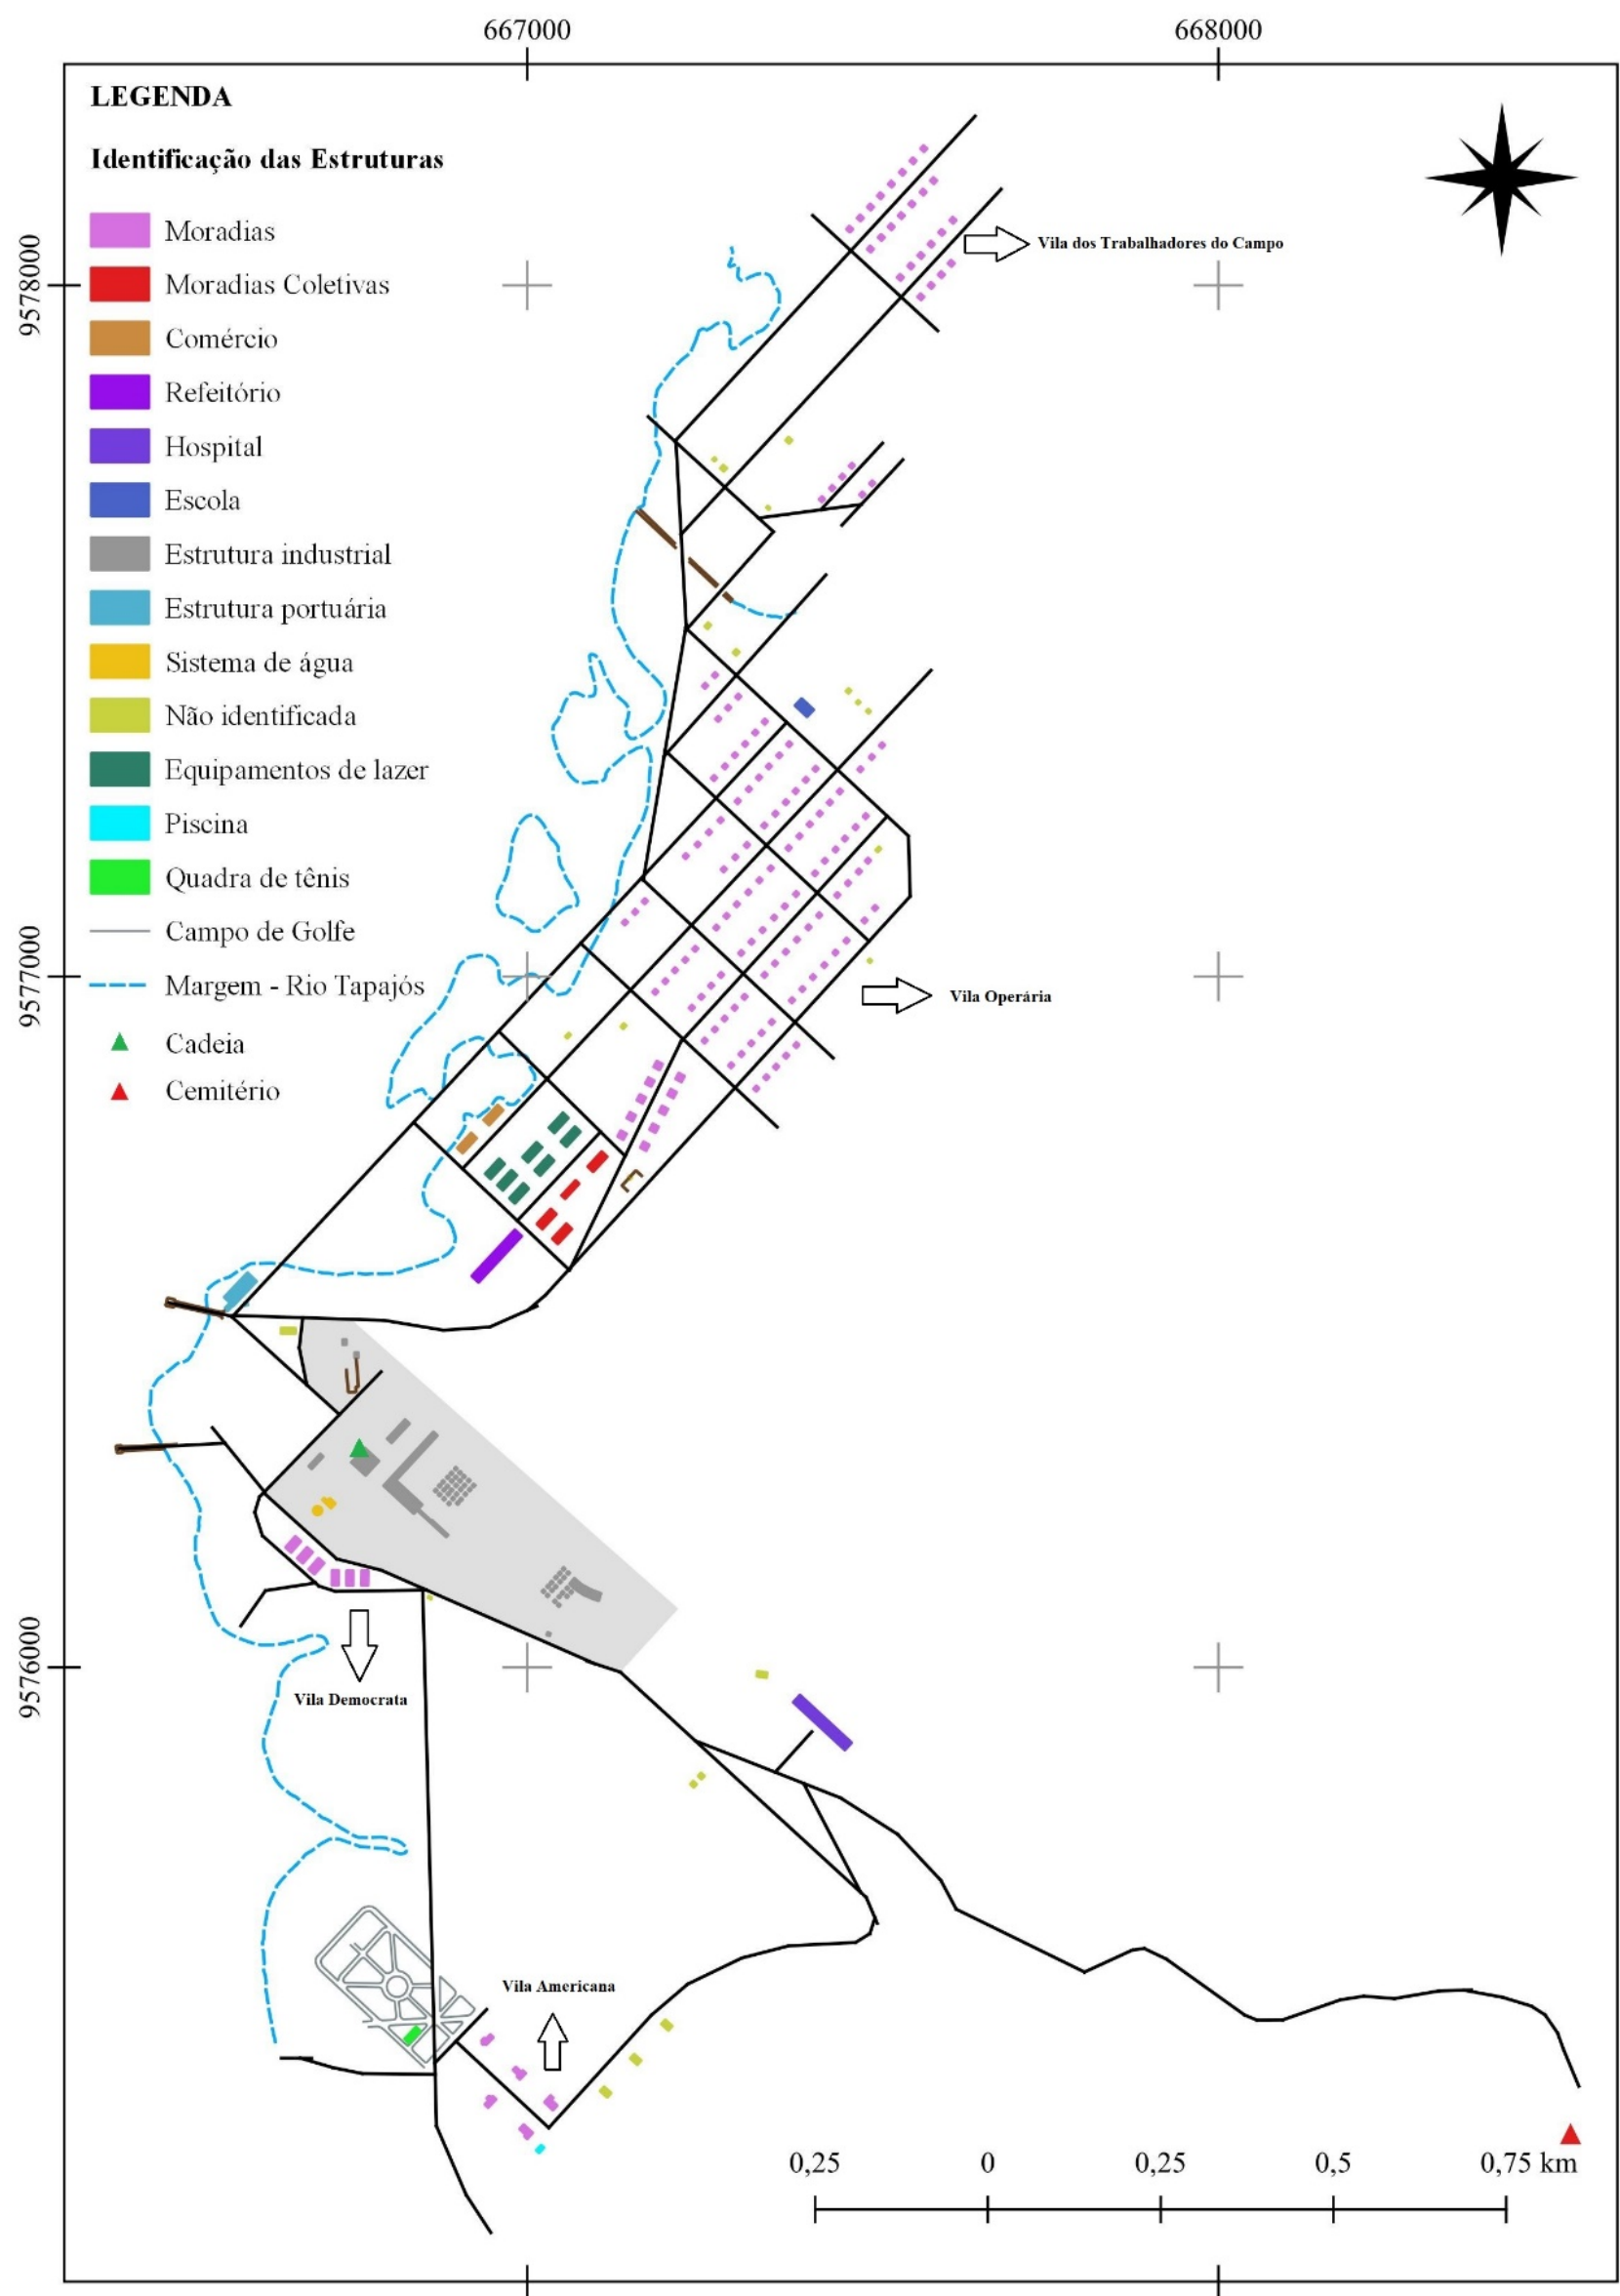 667000
668000
LEGENDA
Identificação das Estruturas
Moradias
Moradias Coletivas
Comércio
Refeitório
Hospital
Escola
Estrutura industrial
Estrutura portuária
Sistema de água
Não identificada
Equipamentos de lazer
Piscina
Quadra de tênis
Campo de Golfe
Margem - Rio Tapajós
Cadeia
Cemitério
9578000
9577000
9576000
Vila dos Trabalhadores do Campo
Vila Operária
Vila Democrata
Vila Americana
0,25 0 0,25 0,5 0,75 km